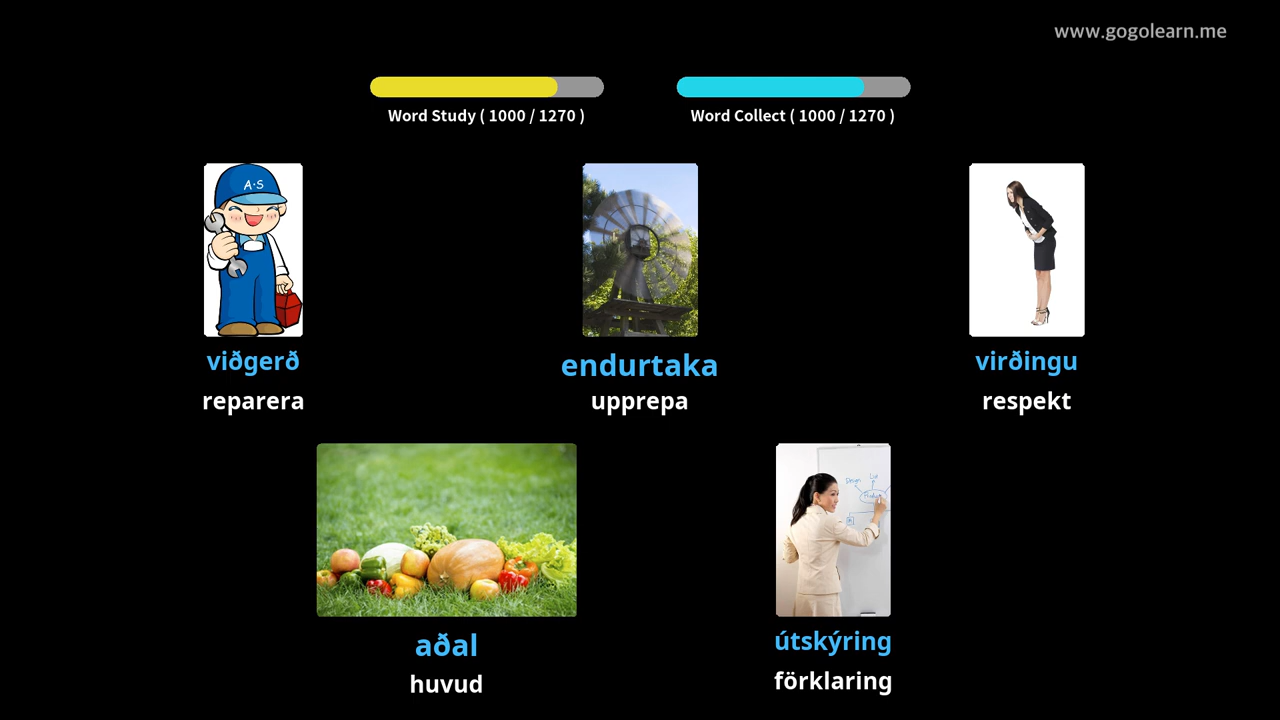 www.gogolearn.me
Word Study ( 1000 / 1270 )
Word Collect ( 1000 / 1270 )
A·S
viðgerð
reparera
endurtaka
upprepa
virðingu
respekt
Design
aðal
huvud
útskýring
förklaring